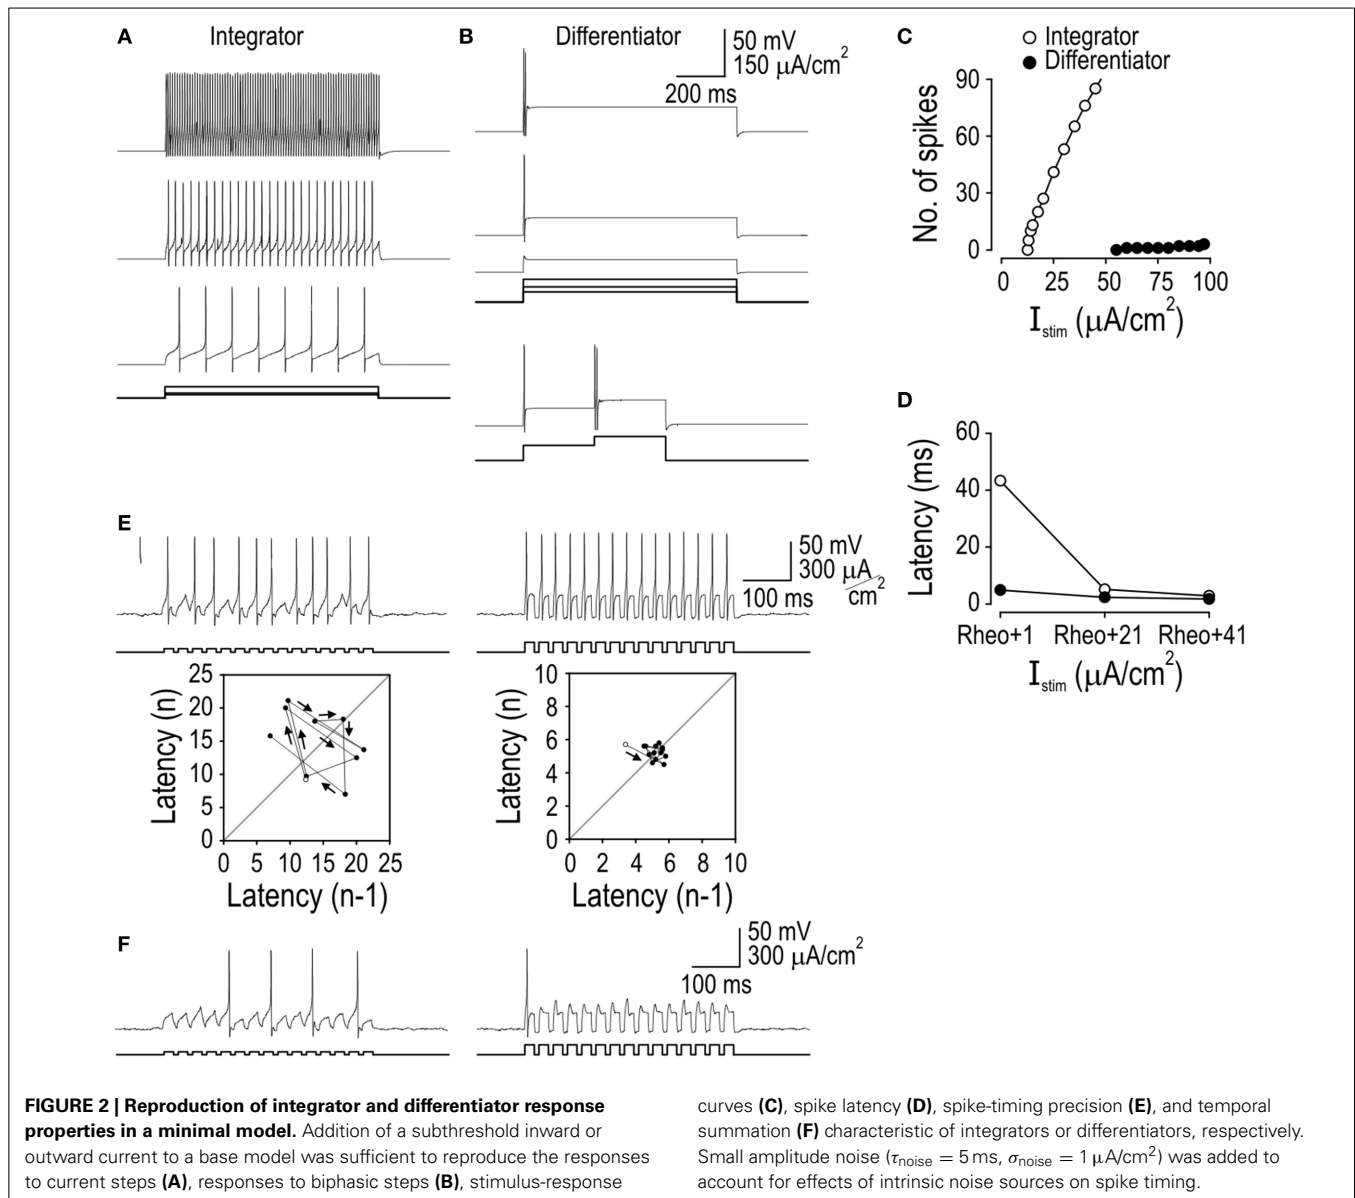 A
Integrator
B
Differentiator
50 mV
150 μA/cm²
200 ms
C
Integrator
Differentiator
No. of spikes
90
60
30
0
0 25 50 75 100
Istim (μA/cm²)
D
Latency (ms)
60
40
20
0
Rheo+1 Rheo+21 Rheo+41
Istim (μA/cm²)
E
50 mV
300 μA/cm²
100 ms
Latency (n)
25
20
15
10
5
0
0 5 10 15 20 25
Latency (n-1)
Latency (n)
10
8
6
4
2
0
0 2 4 6 8 10
Latency (n-1)
F
50 mV
300 μA/cm²
100 ms
FIGURE 2 | Reproduction of integrator and differentiator response
properties in a minimal model. Addition of a subthreshold inward or
outward current to a base model was sufficient to reproduce the responses
to current steps (A), responses to biphasic steps (B), stimulus-response
curves (C), spike latency (D), spike-timing precision (E), and temporal
summation (F) characteristic of integrators or differentiators, respectively.
Small amplitude noise (τnoise = 5 ms, σnoise = 1 μA/cm²) was added to
account for effects of intrinsic noise sources on spike timing.